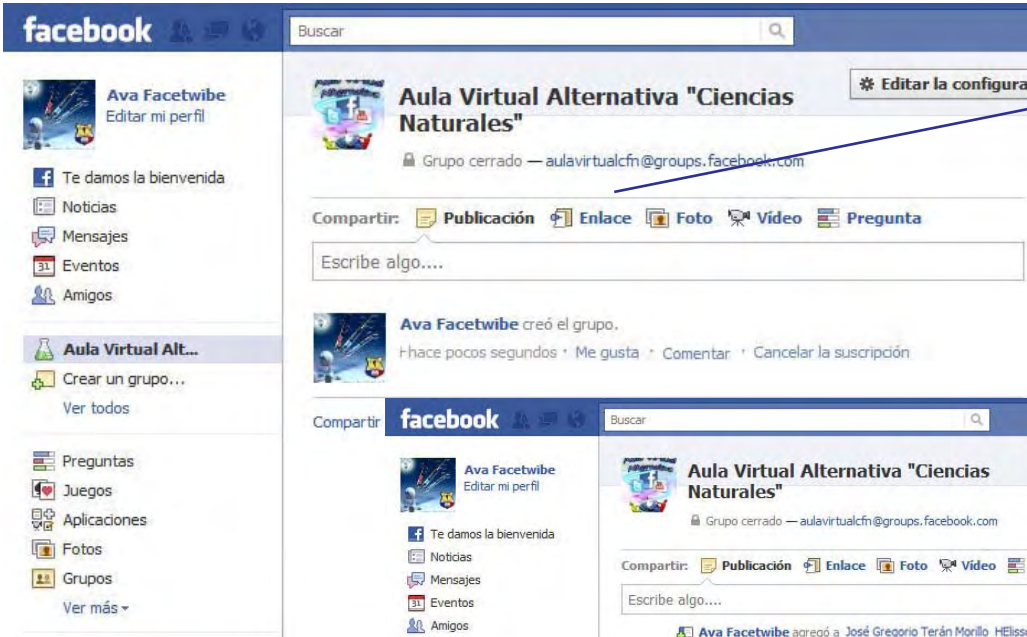 facebook
Buscar
Ava Facetwibe
Editar mi perfil
Te damos la bienvenida
Noticias
Mensajes
31 Eventos
Amigos
Aula Virtual Alt...
Crear un grupo...
Ver todos
Preguntas
Juegos
Aplicaciones
Fotos
Grupos
Ver más
Aula Virtual Alternativa "Ciencias
Naturales"
Editar la configura
Grupo cerrado — aulavirtualcfn@groups.facebook.com
Compartir: Publicación Enlace Foto Vídeo Pregunta
Escribe algo....
Ava Facetwibe creó el grupo.
hace pocos segundos · Me gusta · Comentar · Cancelar la suscripción
Compartir
facebook
Buscar
Ava Facetwibe
Editar mi perfil
Te damos la bienvenida
Noticias
Mensajes
31 Eventos
Amigos
Aula Virtual Alternativa "Ciencias
Naturales"
Grupo cerrado — aulavirtualcfn@groups.facebook.com
Compartir: Publicación Enlace Foto Vídeo
Escribe algo....
Ava Facetwibe agregó a José Gregorio Terán Morillo